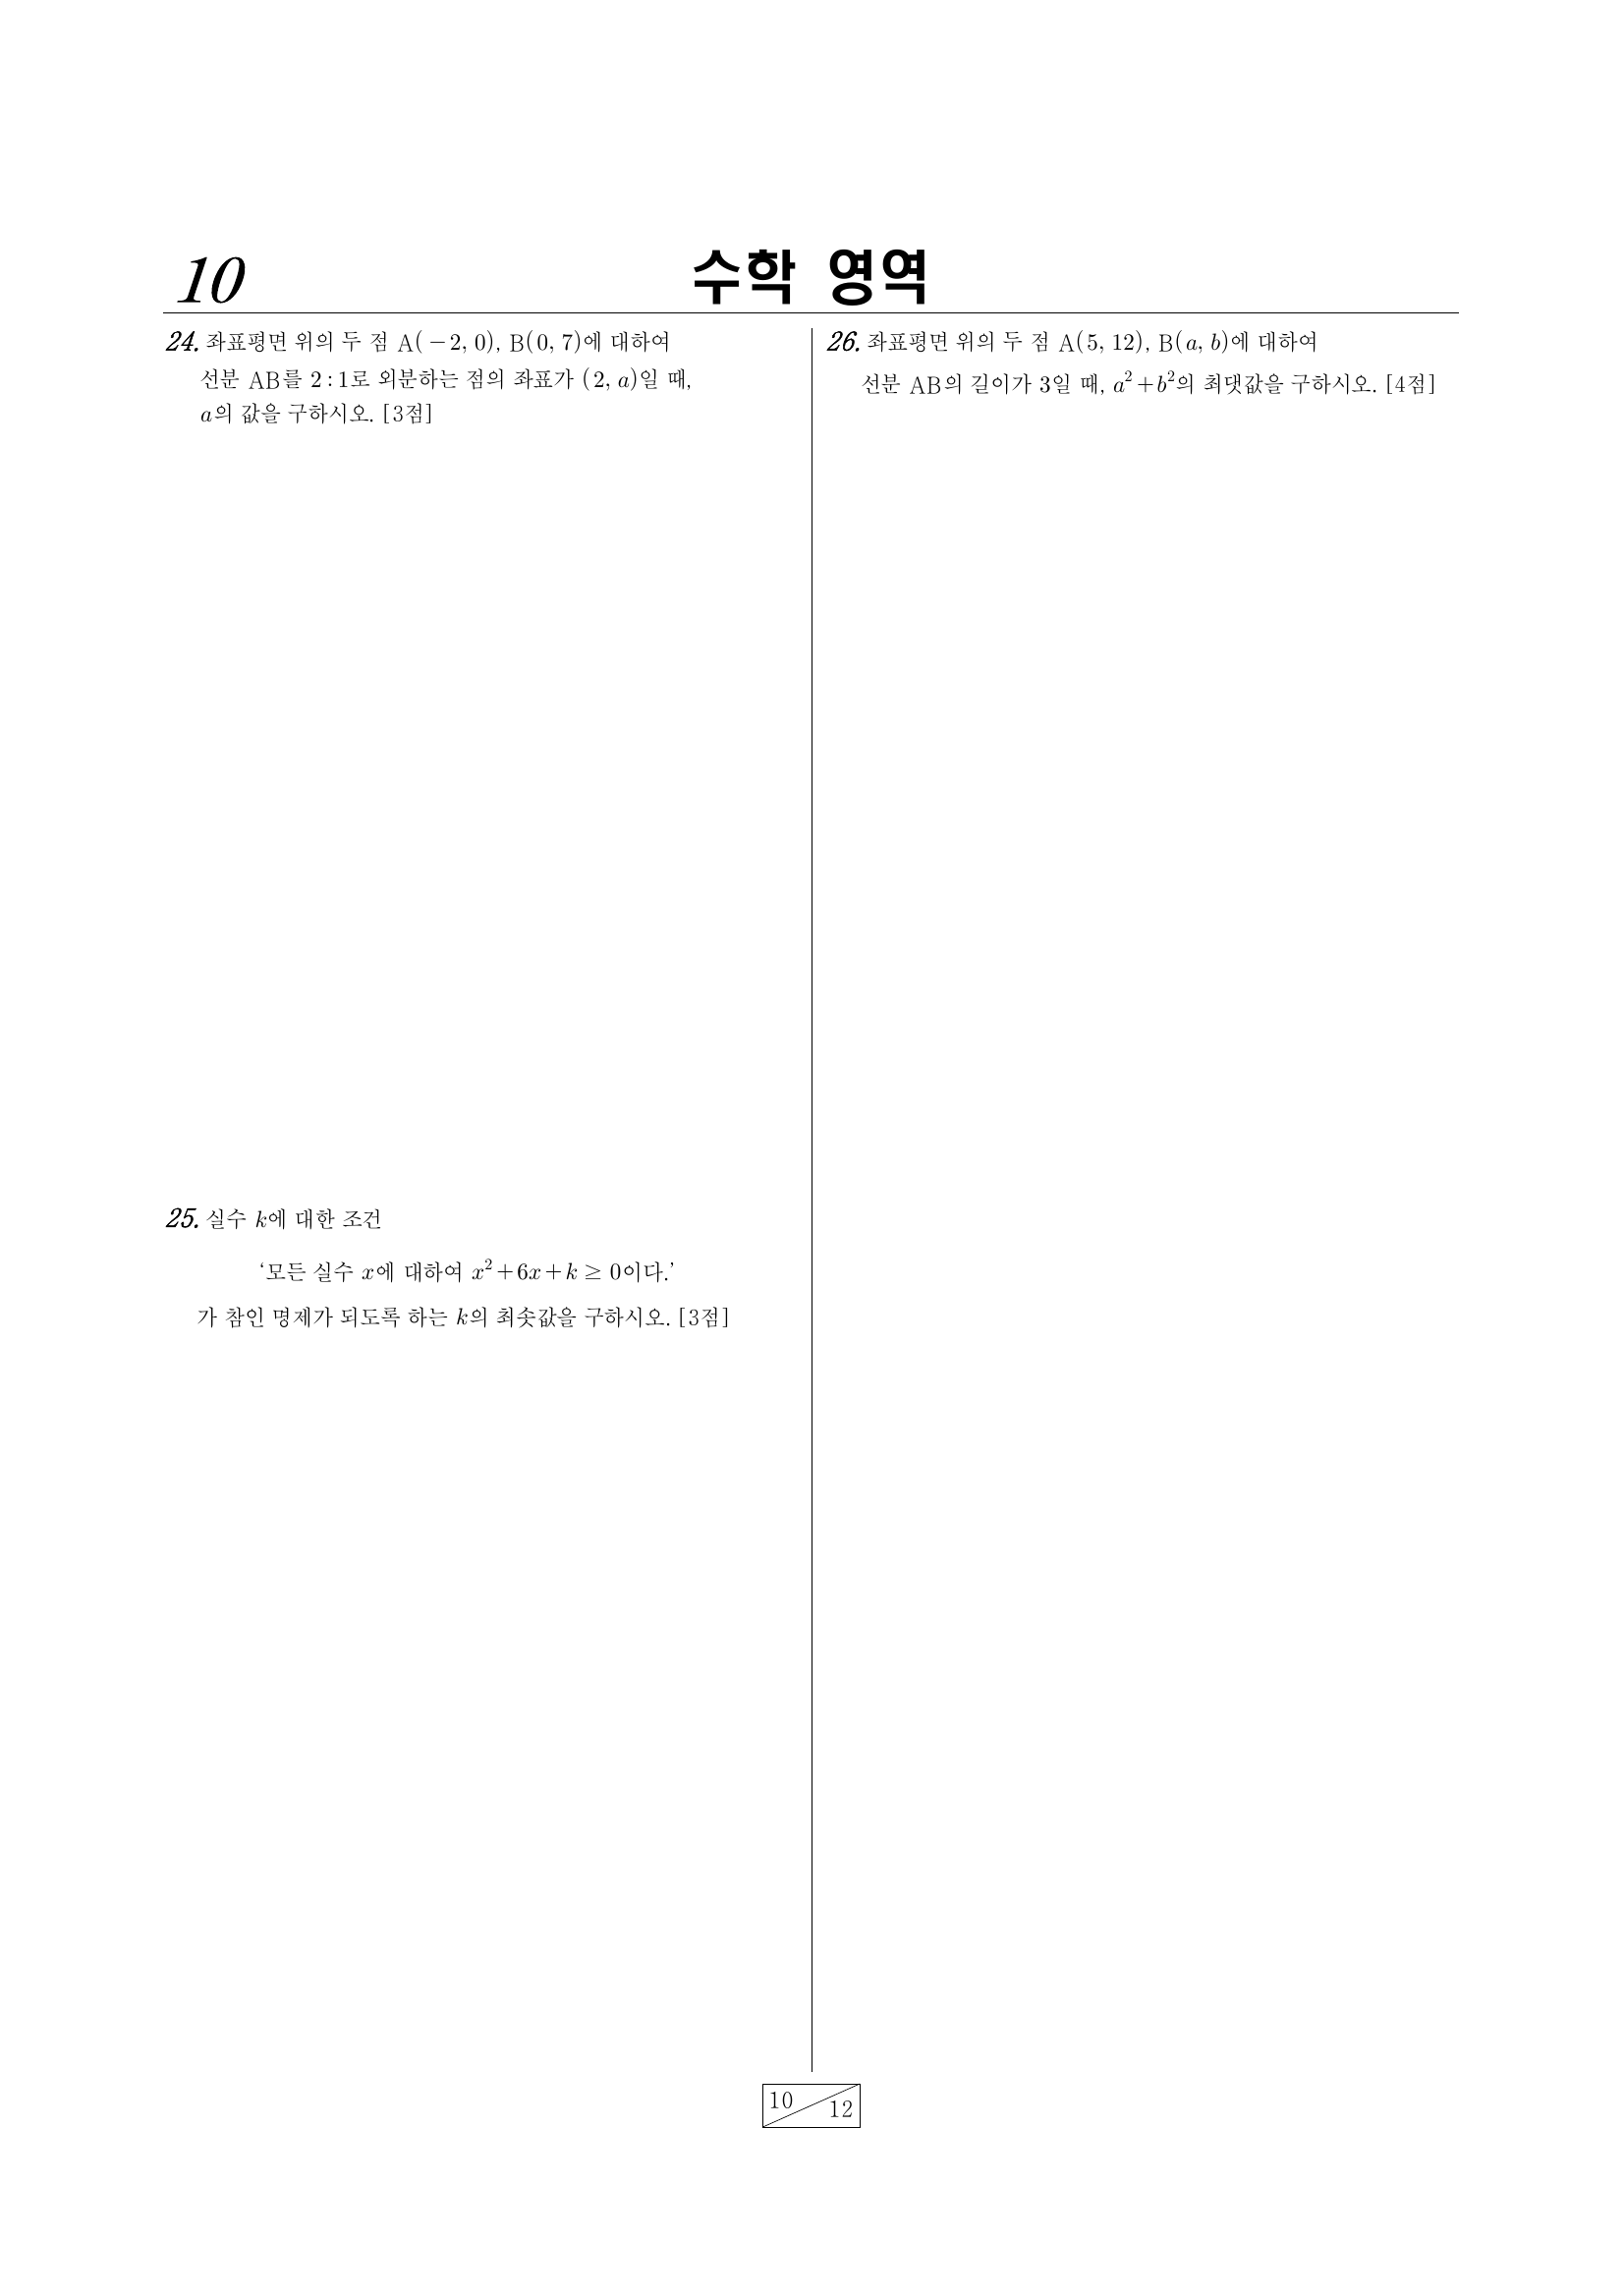 10
수학 영역
24. 좌표평면 위의 두 점 A(−2, 0), B(0, 7)에 대하여
선분 AB를 2 : 1로 외분하는 점의 좌표가 (2, a)일 때,
a의 값을 구하시오. [3점]
25. 실수 k에 대한 조건
‘모든 실수 x에 대하여 x²+6x+k ≥ 0이다.’
가 참인 명제가 되도록 하는 k의 최솟값을 구하시오. [3점]
26. 좌표평면 위의 두 점 A(5, 12), B(a, b)에 대하여
선분 AB의 길이가 3일 때, a²+b²의 최댓값을 구하시오. [4점]
10
12